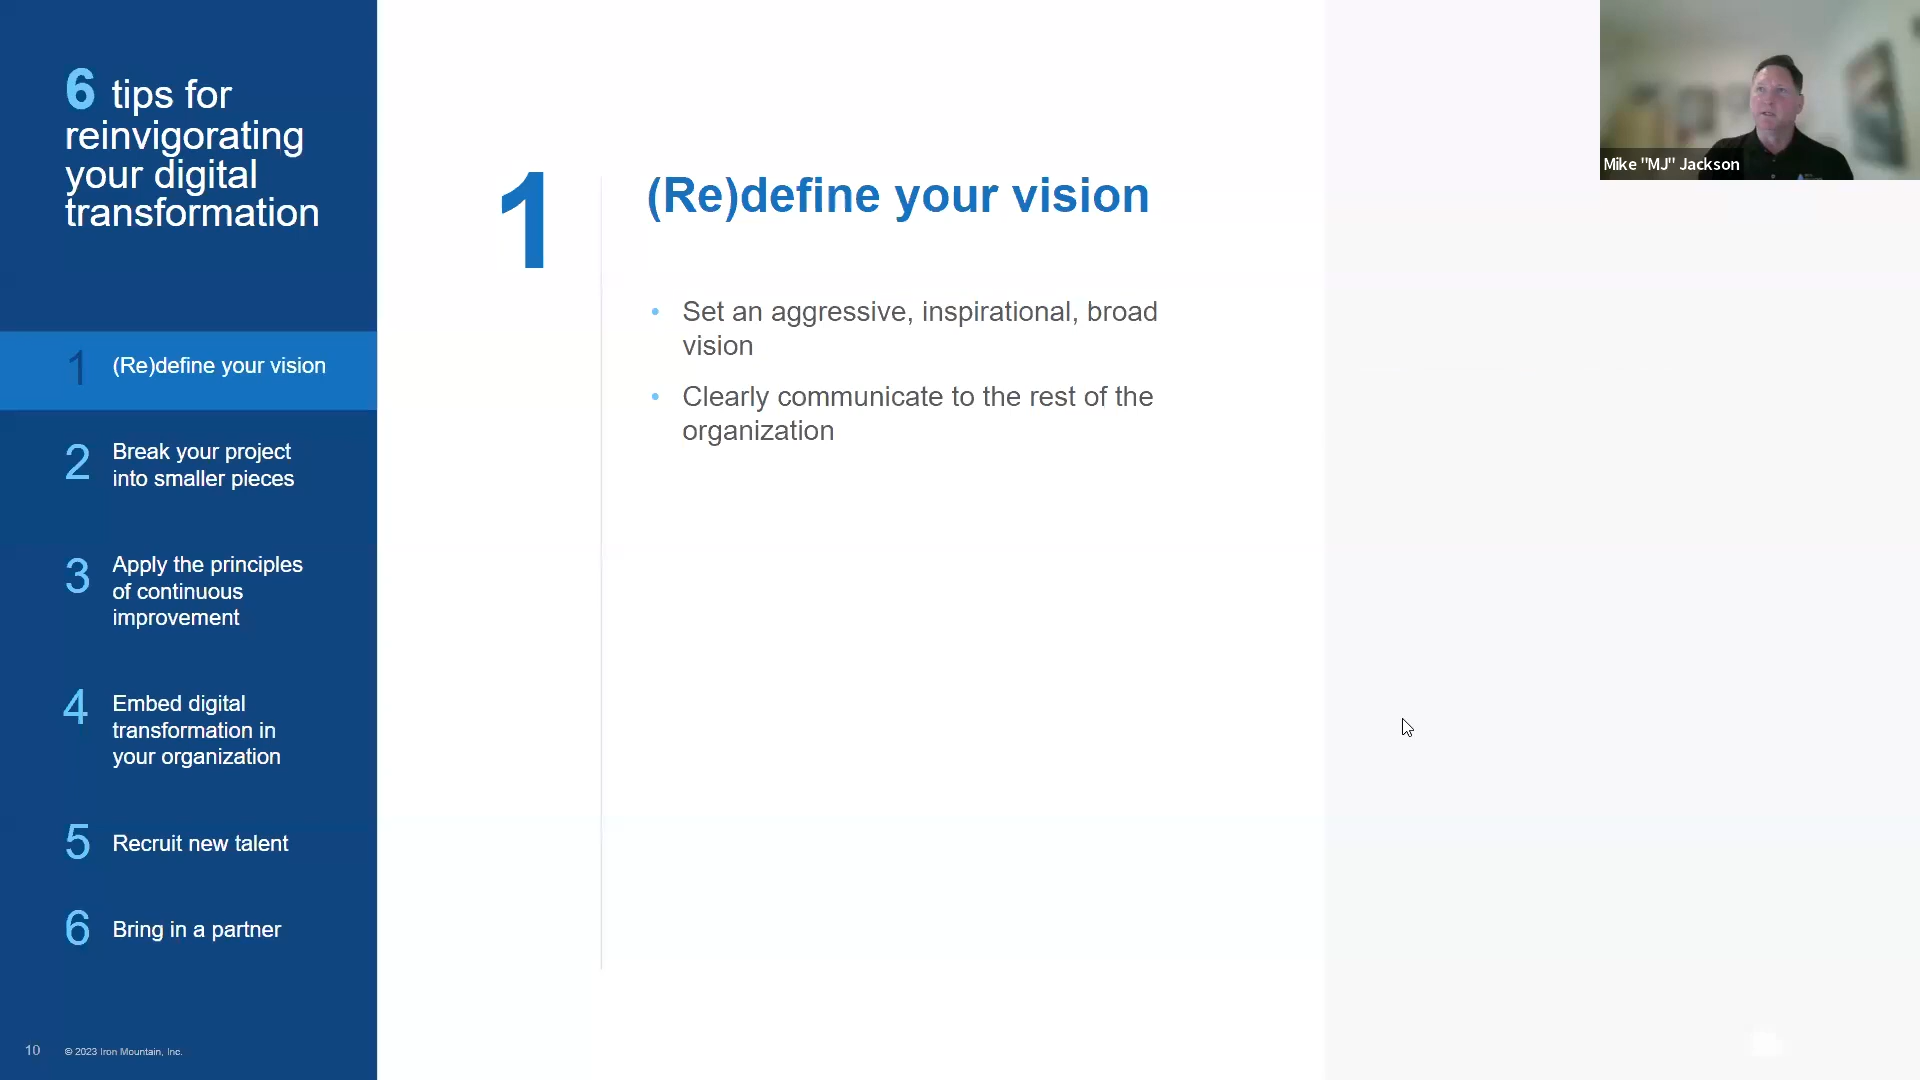 6 tips for
reinvigorating
your digital
transformation
1 (Re)define your vision
2 Break your project
into smaller pieces
3 Apply the principles
of continuous
improvement
4 Embed digital
transformation in
your organization
5 Recruit new talent
6 Bring in a partner
10 © 2023 Iron Mountain, Inc.
1 (Re)define your vision
• Set an aggressive, inspirational, broad
vision
• Clearly communicate to the rest of the
organization
Mike "MJ" Jackson